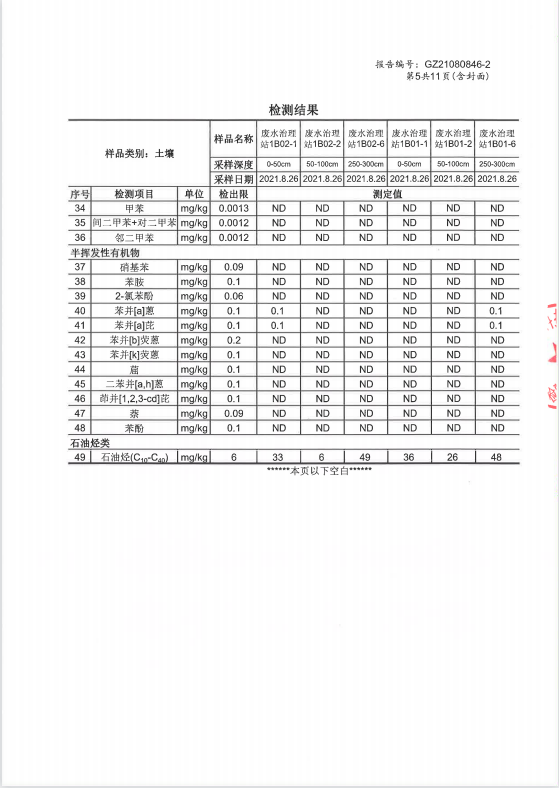 报告编号：GZ21080846-2
第5共11页(含封面)
检测结果
样品类别：土壤 样品名称 废水治理站1B02-1 废水治理站1B02-2 废水治理站1B02-6 废水治理站1B01-1 废水治理站1B01-2 废水治理站1B01-6
采样深度 0-50cm 50-100cm 250-300cm 0-50cm 50-100cm 250-300cm
采样日期 2021.8.26 2021.8.26 2021.8.26 2021.8.26 2021.8.26 2021.8.26
序号 检测项目 单位 检出限 测定值
34 甲苯 mg/kg 0.0013 ND ND ND ND ND ND
35 间二甲苯+对二甲苯 mg/kg 0.0012 ND ND ND ND ND ND
36 邻二甲苯 mg/kg 0.0012 ND ND ND ND ND ND
半挥发性有机物
37 硝基苯 mg/kg 0.09 ND ND ND ND ND ND
38 苯胺 mg/kg 0.1 ND ND ND ND ND ND
39 2-氯苯酚 mg/kg 0.06 ND ND ND ND ND ND
40 苯并[a]蒽 mg/kg 0.1 0.1 ND ND ND ND 0.1
41 苯并[a]芘 mg/kg 0.1 0.1 ND ND ND ND 0.1
42 苯并[b]荧蒽 mg/kg 0.2 ND ND ND ND ND ND
43 苯并[k]荧蒽 mg/kg 0.1 ND ND ND ND ND ND
44 䓛 mg/kg 0.1 ND ND ND ND ND ND
45 二苯并[a,h]蒽 mg/kg 0.1 ND ND ND ND ND ND
46 茚并[1,2,3-cd]芘 mg/kg 0.1 ND ND ND ND ND ND
47 萘 mg/kg 0.09 ND ND ND ND ND ND
48 苯酚 mg/kg 0.1 ND ND ND ND ND ND
石油烃类
49 石油烃(C10-C40) mg/kg 6 33 6 49 36 26 48
******本页以下空白******